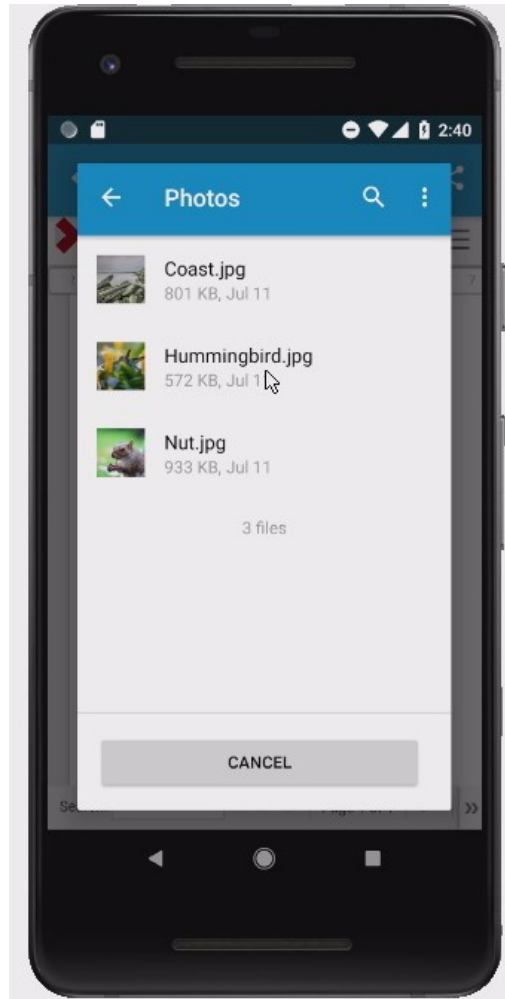 2:40
Photos
Coast.jpg
801 KB, Jul 11
Hummingbird.jpg
572 KB, Jul
Nut.jpg
933 KB, Jul 11
3 files
CANCEL
7